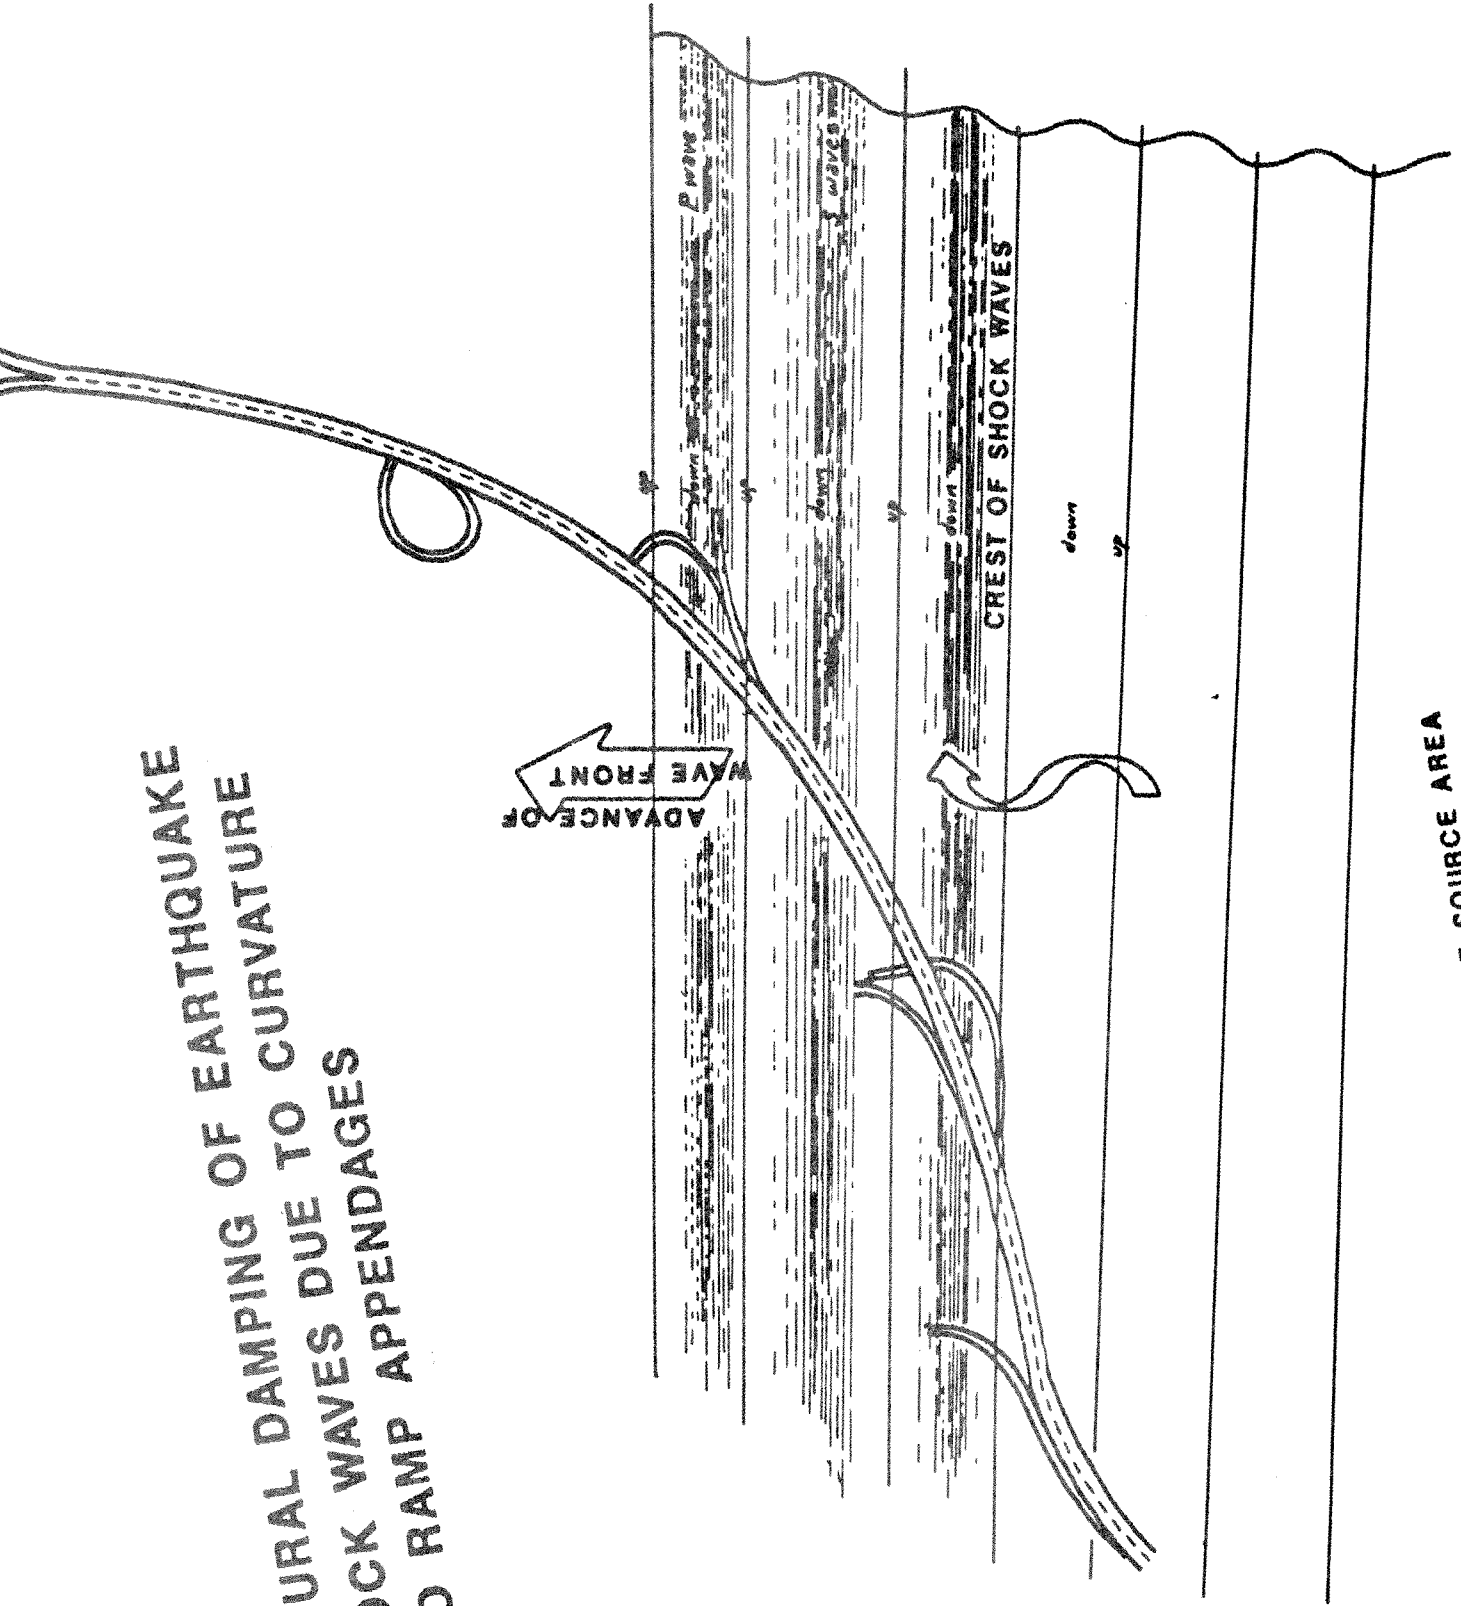 URAL DAMPING OF EARTHQUAKE
OCK WAVES DUE TO CURVATURE
D RAMP APPENDAGES
ADVANCE OF
WAVE FRONT
P wave
S waves
up
down
up
down
up
down
CREST OF SHOCK WAVES
down
up
SOURCE AREA